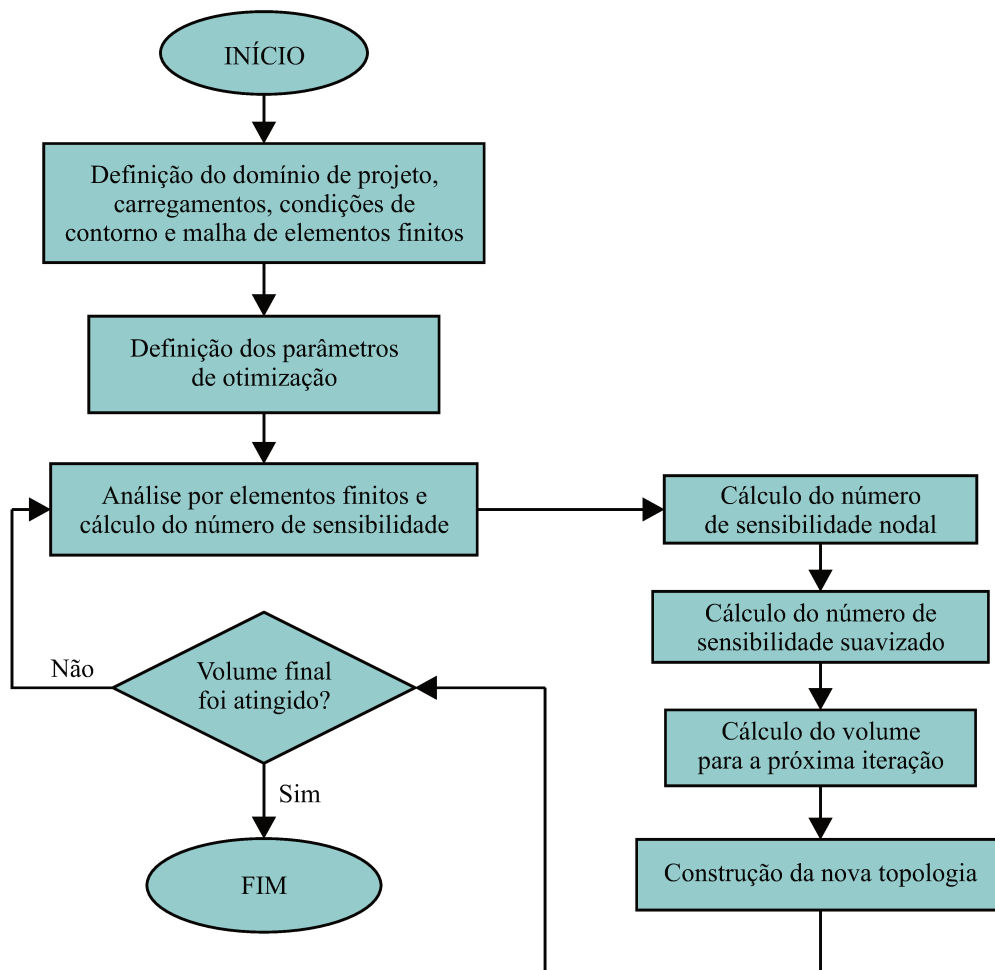 INÍCIO
Definição do domínio de projeto,
carregamentos, condições de
contorno e malha de elementos finitos
Definição dos parâmetros
de otimização
Análise por elementos finitos e
cálculo do número de sensibilidade
Cálculo do número
de sensibilidade nodal
Cálculo do número de
sensibilidade suavizado
Cálculo do volume
para a próxima iteração
Construção da nova topologia
Volume final
foi atingido?
Não
Sim
FIM